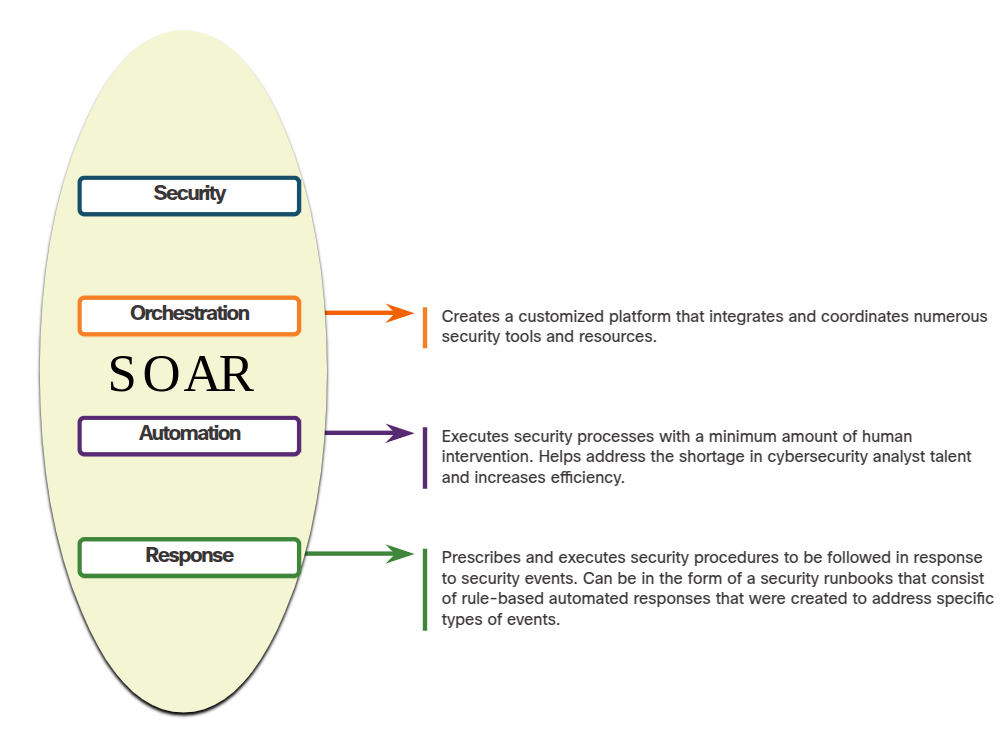 Security
Orchestration
Creates a customized platform that integrates and coordinates numerous
security tools and resources.
SOAR
Automation
Executes security processes with a minimum amount of human
intervention. Helps address the shortage in cybersecurity analyst talent
and increases efficiency.
Response
Prescribes and executes security procedures to be followed in response
to security events. Can be in the form of a security runbooks that consist
of rule-based automated responses that were created to address specific
types of events.